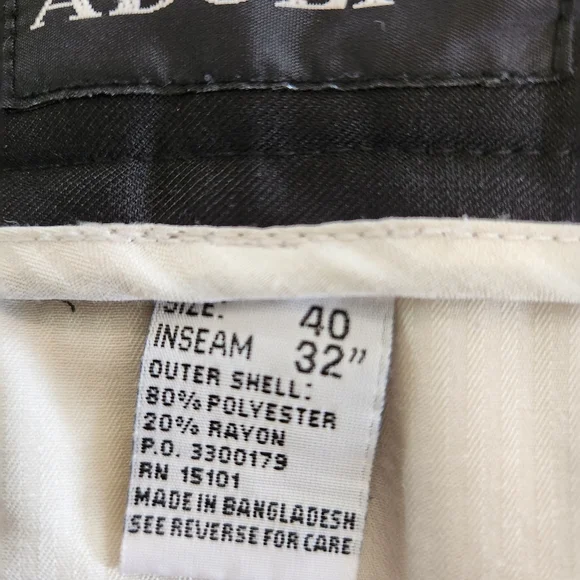 SIZE: 40
INSEAM 32”
OUTER SHELL:
80% POLYESTER
20% RAYON
P.O. 3300179
RN 15101
MADE IN BANGLADESH
SEE REVERSE FOR CARE